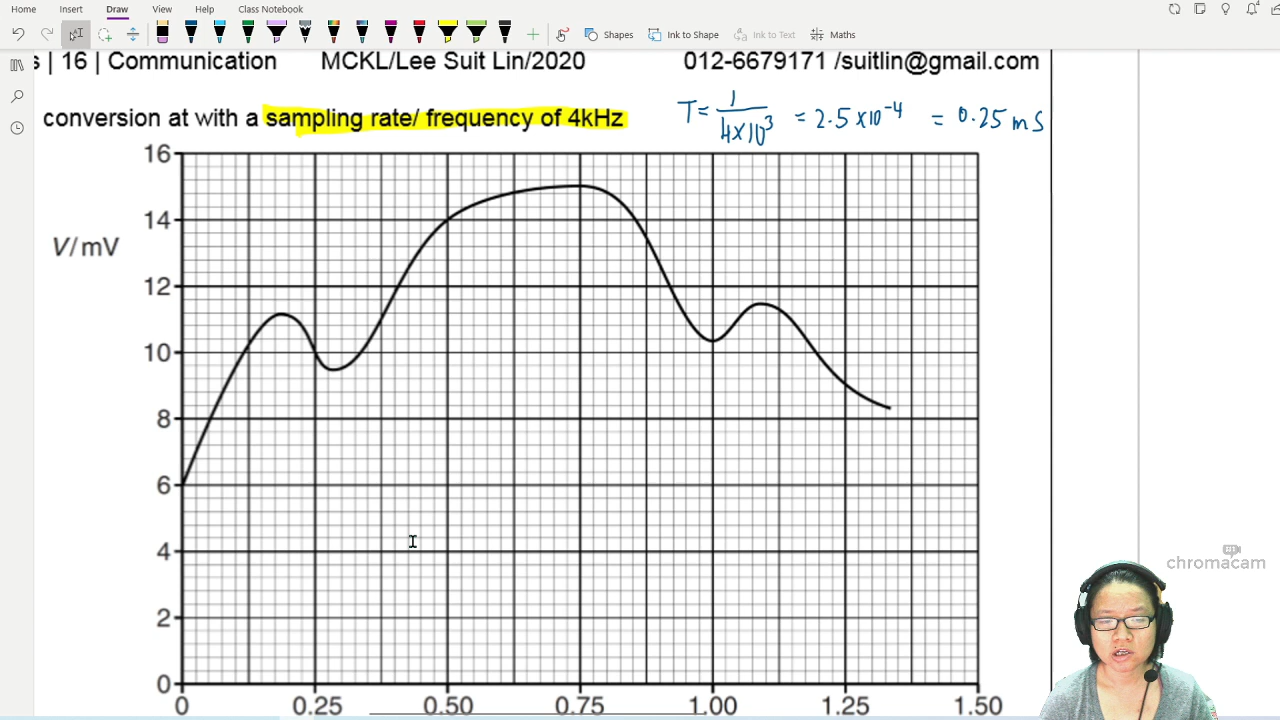 Home Insert Draw View Help Class Notebook
Shapes Ink to Shape Ink to Text Maths
s | 16 | Communication MCKL/Lee Suit Lin/2020 012-6679171 /suitlin@gmail.com
conversion at with a sampling rate/ frequency of 4kHz T = 1 / 4×10³ = 2.5×10⁻⁴ = 0.25 ms
16
14
V/mV
12
10
8
6
4
chromacam
2
0
0 0.25 0.50 0.75 1.00 1.25 1.50